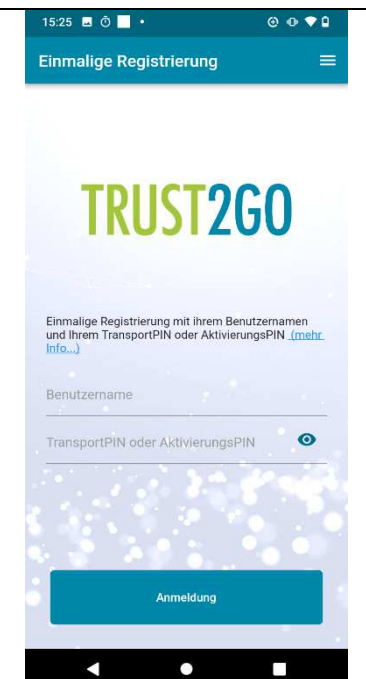 15:25
Einmalige Registrierung
TRUST2GO
Einmalige Registrierung mit ihrem Benutzernamen
und Ihrem TransportPIN oder AktivierungsPIN (mehr
Info...)
Benutzername
TransportPIN oder AktivierungsPIN
Anmeldung